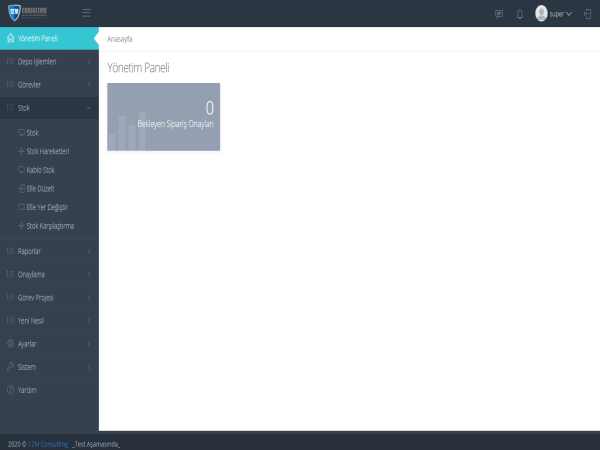 12M CONSULTING
super
Yönetim Paneli
Anasayfa
Depo İşlemleri
Görevler
Stok
Stok
Stok Hareketleri
Kablo Stok
Elle Düzelt
Elle Yer Değiştir
Stok Karşılaştırma
Raporlar
Onaylama
Görev Projesi
Yeni Nesil
Ayarlar
Sistem
Yardım
Yönetim Paneli
0
Bekleyen Sipariş Onayları
2020 © 12M Consulting _Test Aşamasında_